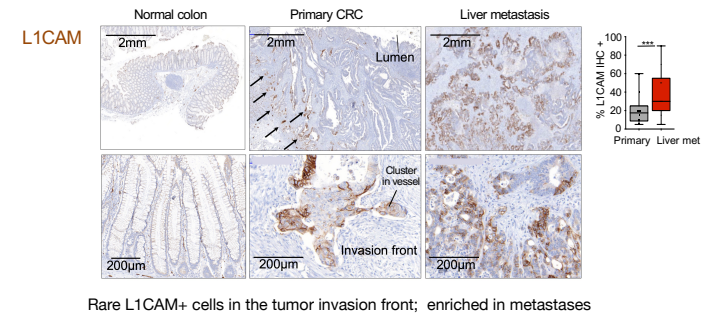 Normal colon
Primary CRC
Liver metastasis
L1CAM
2mm
2mm
Lumen
2mm
200µm
Cluster
in vessel
Invasion front
200µm
200µm
% L1CAM IHC +
100
80
60
40
20
0
***
Primary
Liver met
Rare L1CAM+ cells in the tumor invasion front; enriched in metastases